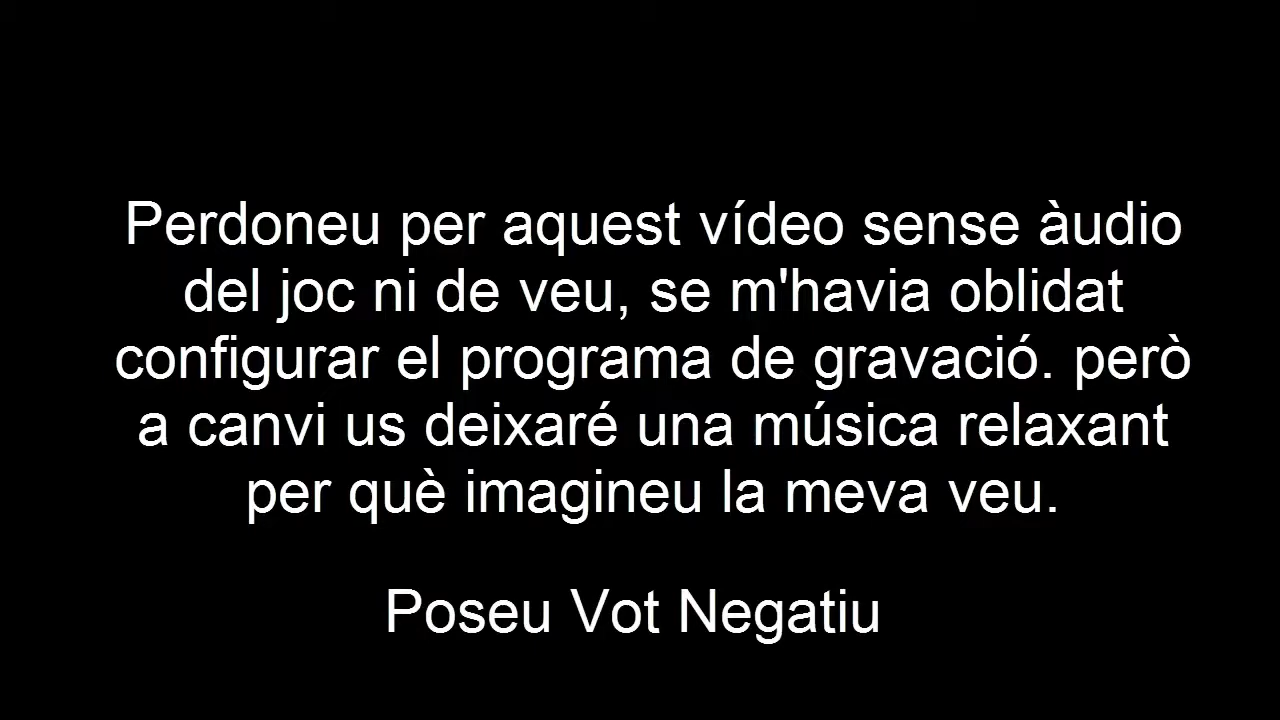 Perdoneu per aquest vídeo sense àudio
del joc ni de veu, se m'havia oblidat
configurar el programa de gravació. però
a canvi us deixaré una música relaxant
per què imagineu la meva veu.
Poseu Vot Negatiu